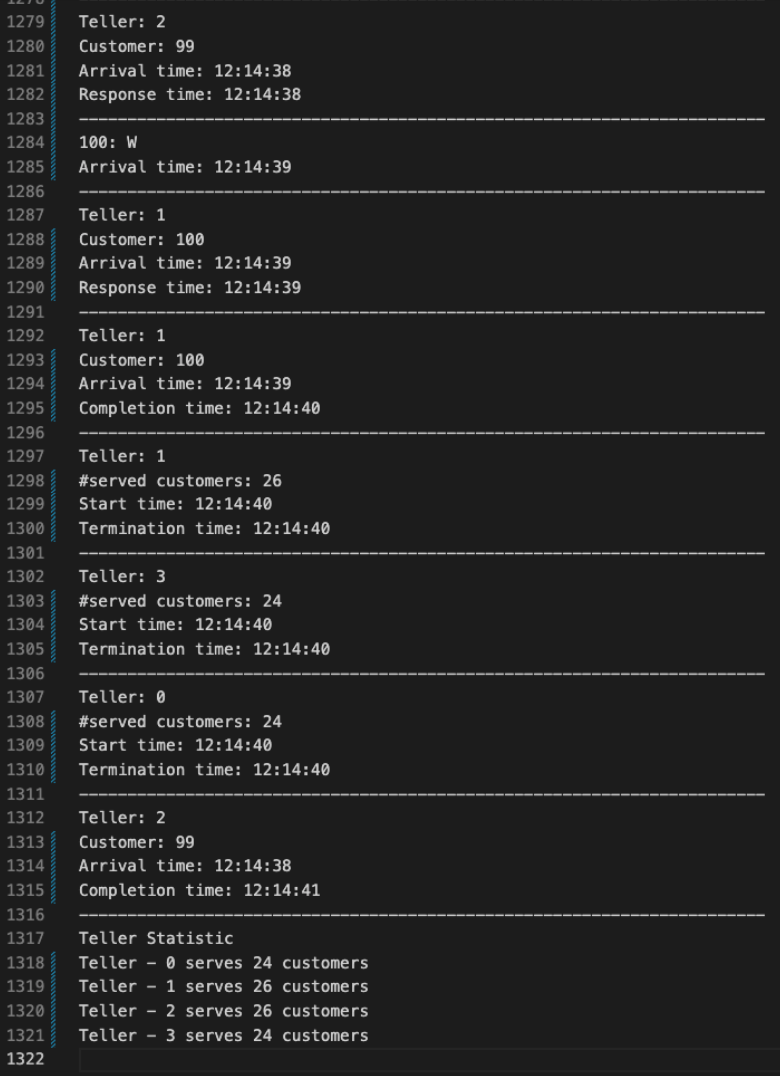 1278
1279 Teller: 2
1280 Customer: 99
1281 Arrival time: 12:14:38
1282 Response time: 12:14:38
1283 -----------------------------------------------------------------------
1284 100: W
1285 Arrival time: 12:14:39
1286 -----------------------------------------------------------------------
1287 Teller: 1
1288 Customer: 100
1289 Arrival time: 12:14:39
1290 Response time: 12:14:39
1291 -----------------------------------------------------------------------
1292 Teller: 1
1293 Customer: 100
1294 Arrival time: 12:14:39
1295 Completion time: 12:14:40
1296 -----------------------------------------------------------------------
1297 Teller: 1
1298 #served customers: 26
1299 Start time: 12:14:40
1300 Termination time: 12:14:40
1301 -----------------------------------------------------------------------
1302 Teller: 3
1303 #served customers: 24
1304 Start time: 12:14:40
1305 Termination time: 12:14:40
1306 -----------------------------------------------------------------------
1307 Teller: 0
1308 #served customers: 24
1309 Start time: 12:14:40
1310 Termination time: 12:14:40
1311 -----------------------------------------------------------------------
1312 Teller: 2
1313 Customer: 99
1314 Arrival time: 12:14:38
1315 Completion time: 12:14:41
1316 -----------------------------------------------------------------------
1317 Teller Statistic
1318 Teller - 0 serves 24 customers
1319 Teller - 1 serves 26 customers
1320 Teller - 2 serves 26 customers
1321 Teller - 3 serves 24 customers
1322